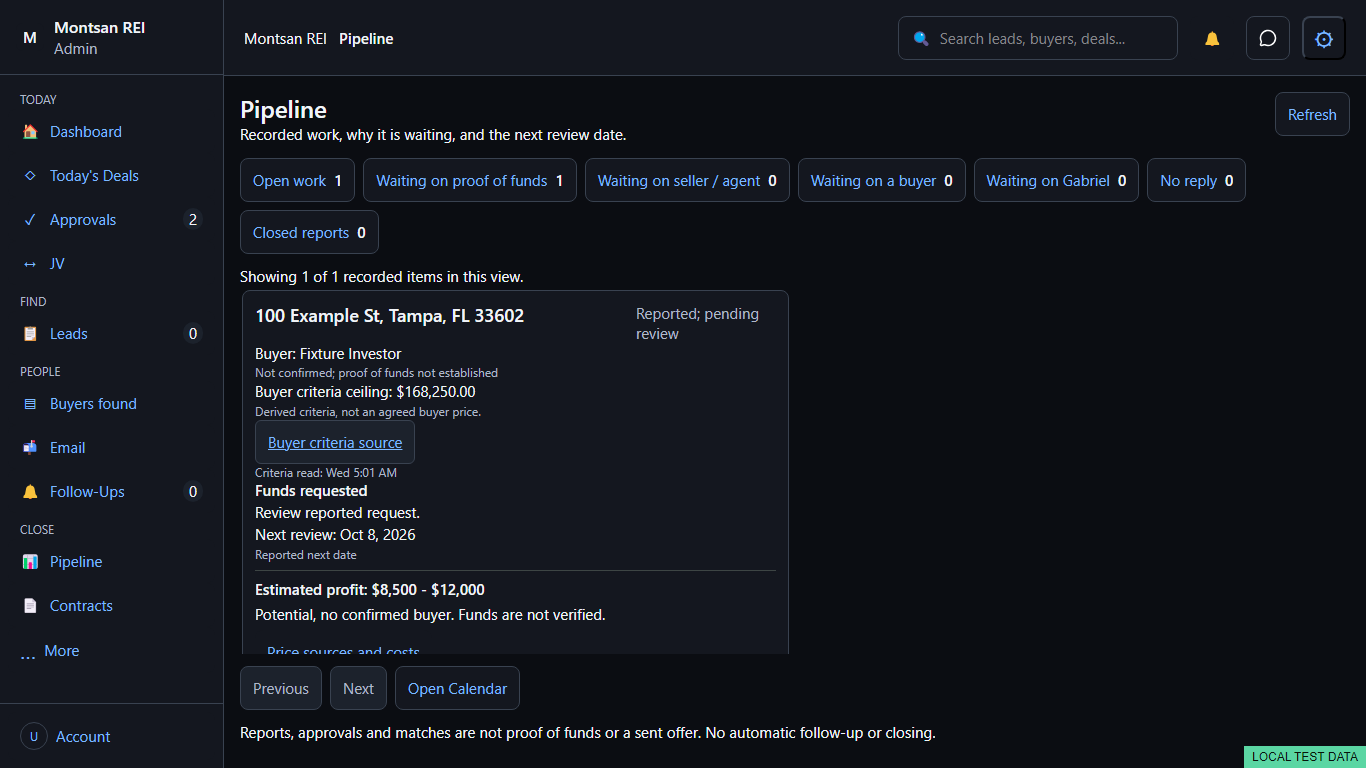 M
Montsan REI
Admin
TODAY
Dashboard
Today's Deals
Approvals 2
JV
FIND
Leads 0
PEOPLE
Buyers found
Email
Follow-Ups 0
CLOSE
Pipeline
Contracts
... More
U Account
Montsan REI Pipeline
Search leads, buyers, deals...
Pipeline
Recorded work, why it is waiting, and the next review date.
Refresh
Open work 1 Waiting on proof of funds 1 Waiting on seller / agent 0 Waiting on a buyer 0 Waiting on Gabriel 0 No reply 0
Closed reports 0
Showing 1 of 1 recorded items in this view.
100 Example St, Tampa, FL 33602
Reported; pending
review
Buyer: Fixture Investor
Not confirmed; proof of funds not established
Buyer criteria ceiling: $168,250.00
Derived criteria, not an agreed buyer price.
Buyer criteria source
Criteria read: Wed 5:01 AM
Funds requested
Review reported request.
Next review: Oct 8, 2026
Reported next date
Estimated profit: $8,500 - $12,000
Potential, no confirmed buyer. Funds are not verified.
Price sources and costs
Previous Next Open Calendar
Reports, approvals and matches are not proof of funds or a sent offer. No automatic follow-up or closing.
LOCAL TEST DATA